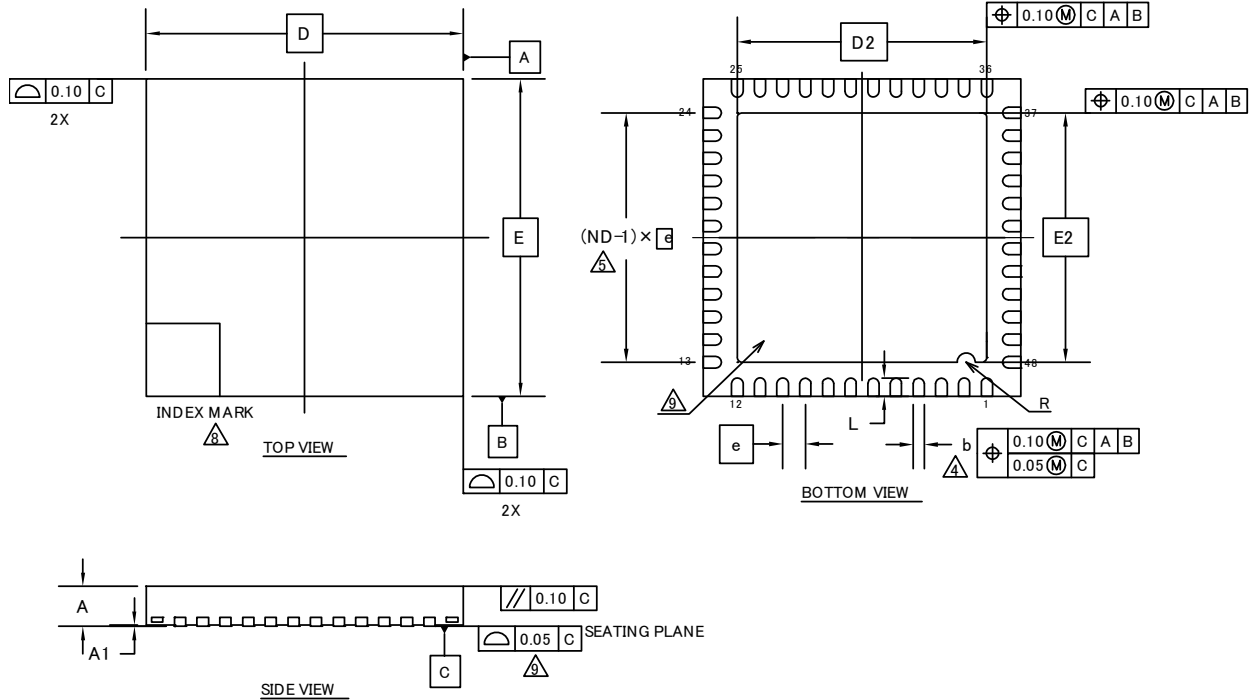 D
A
⌓ 0.10 C
2X
E
INDEX MARK
8
TOP VIEW
B
⌓ 0.10 C
2X
⌖ 0.10 Ⓜ C A B
D2
25
36
⌖ 0.10 Ⓜ C A B
24
37
(ND-1)× e
5
E2
13
48
9
12
1
L
R
e
b
4
⌖ 0.10 Ⓜ C A B
0.05 Ⓜ C
BOTTOM VIEW
A
// 0.10 C
A1
⌓ 0.05 C
SEATING PLANE
9
C
SIDE VIEW